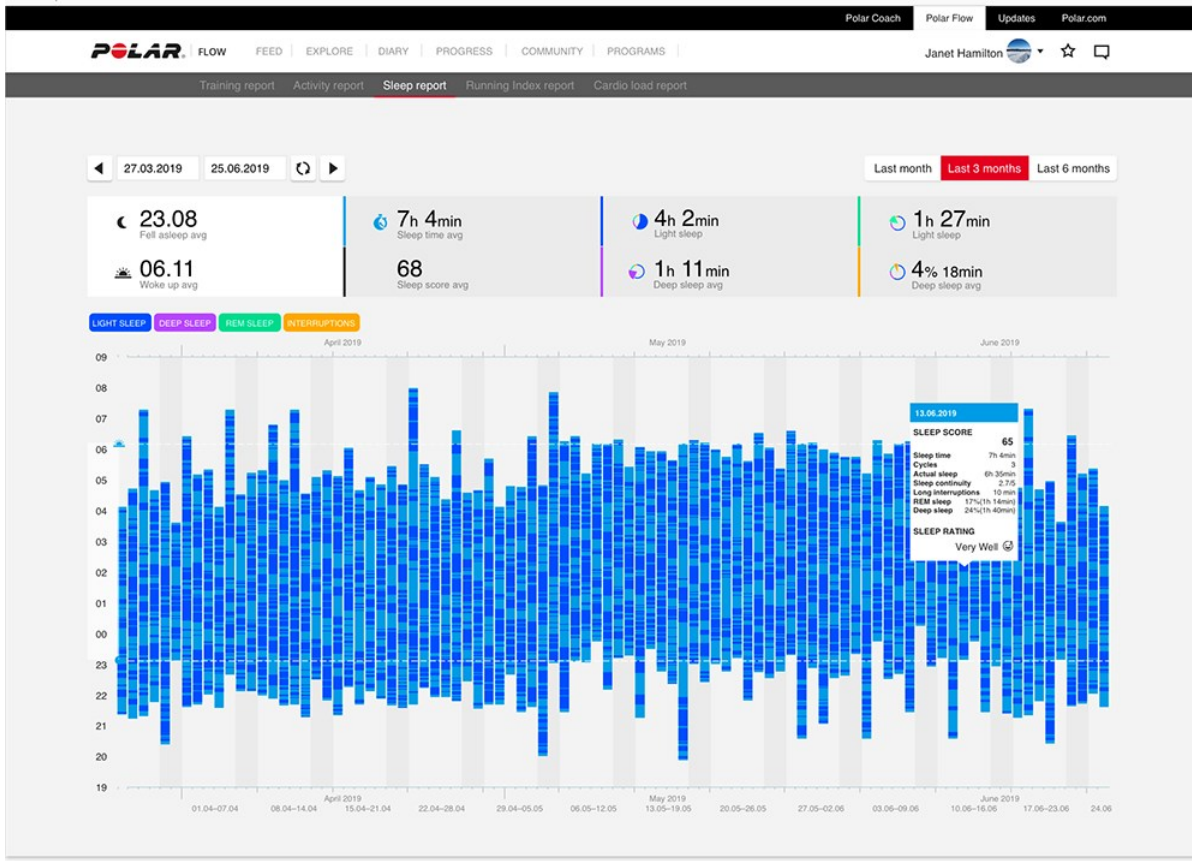 Polar Coach Polar Flow Updates Polar.com
POLAR. FLOW FEED EXPLORE DIARY PROGRESS COMMUNITY PROGRAMS Janet Hamilton
Training report Activity report Sleep report Running Index report Cardio load report
27.03.2019 25.06.2019 Last month Last 3 months Last 6 months
23.08 7h 4min 4h 2min 1h 27min
Fell asleep avg Sleep time avg Light sleep Light sleep
06.11 68 1h 11min 4% 18min
Woke up avg Sleep score avg Deep sleep avg Deep sleep avg
LIGHT SLEEP DEEP SLEEP REM SLEEP INTERRUPTIONS
April 2019 May 2019 June 2019
09
08
07
06
05
04
03
02
01
00
23
22
21
20
19
13.06.2019
SLEEP SCORE
65
Sleep time 7h 4min
Cycles 3
Actual sleep 6h 35min
Sleep continuity 2.7/5
Long interruptions 10 min
REM sleep 17%(1h 14min)
Deep sleep 24%(1h 40min)
SLEEP RATING
Very Well
April 2019 May 2019 June 2019
01.04–07.04 08.04–14.04 15.04–21.04 22.04–28.04 29.04–05.05 06.05–12.05 13.05–19.05 20.05–26.05 27.05–02.06 03.06–09.06 10.06–16.06 17.06–23.06 24.06